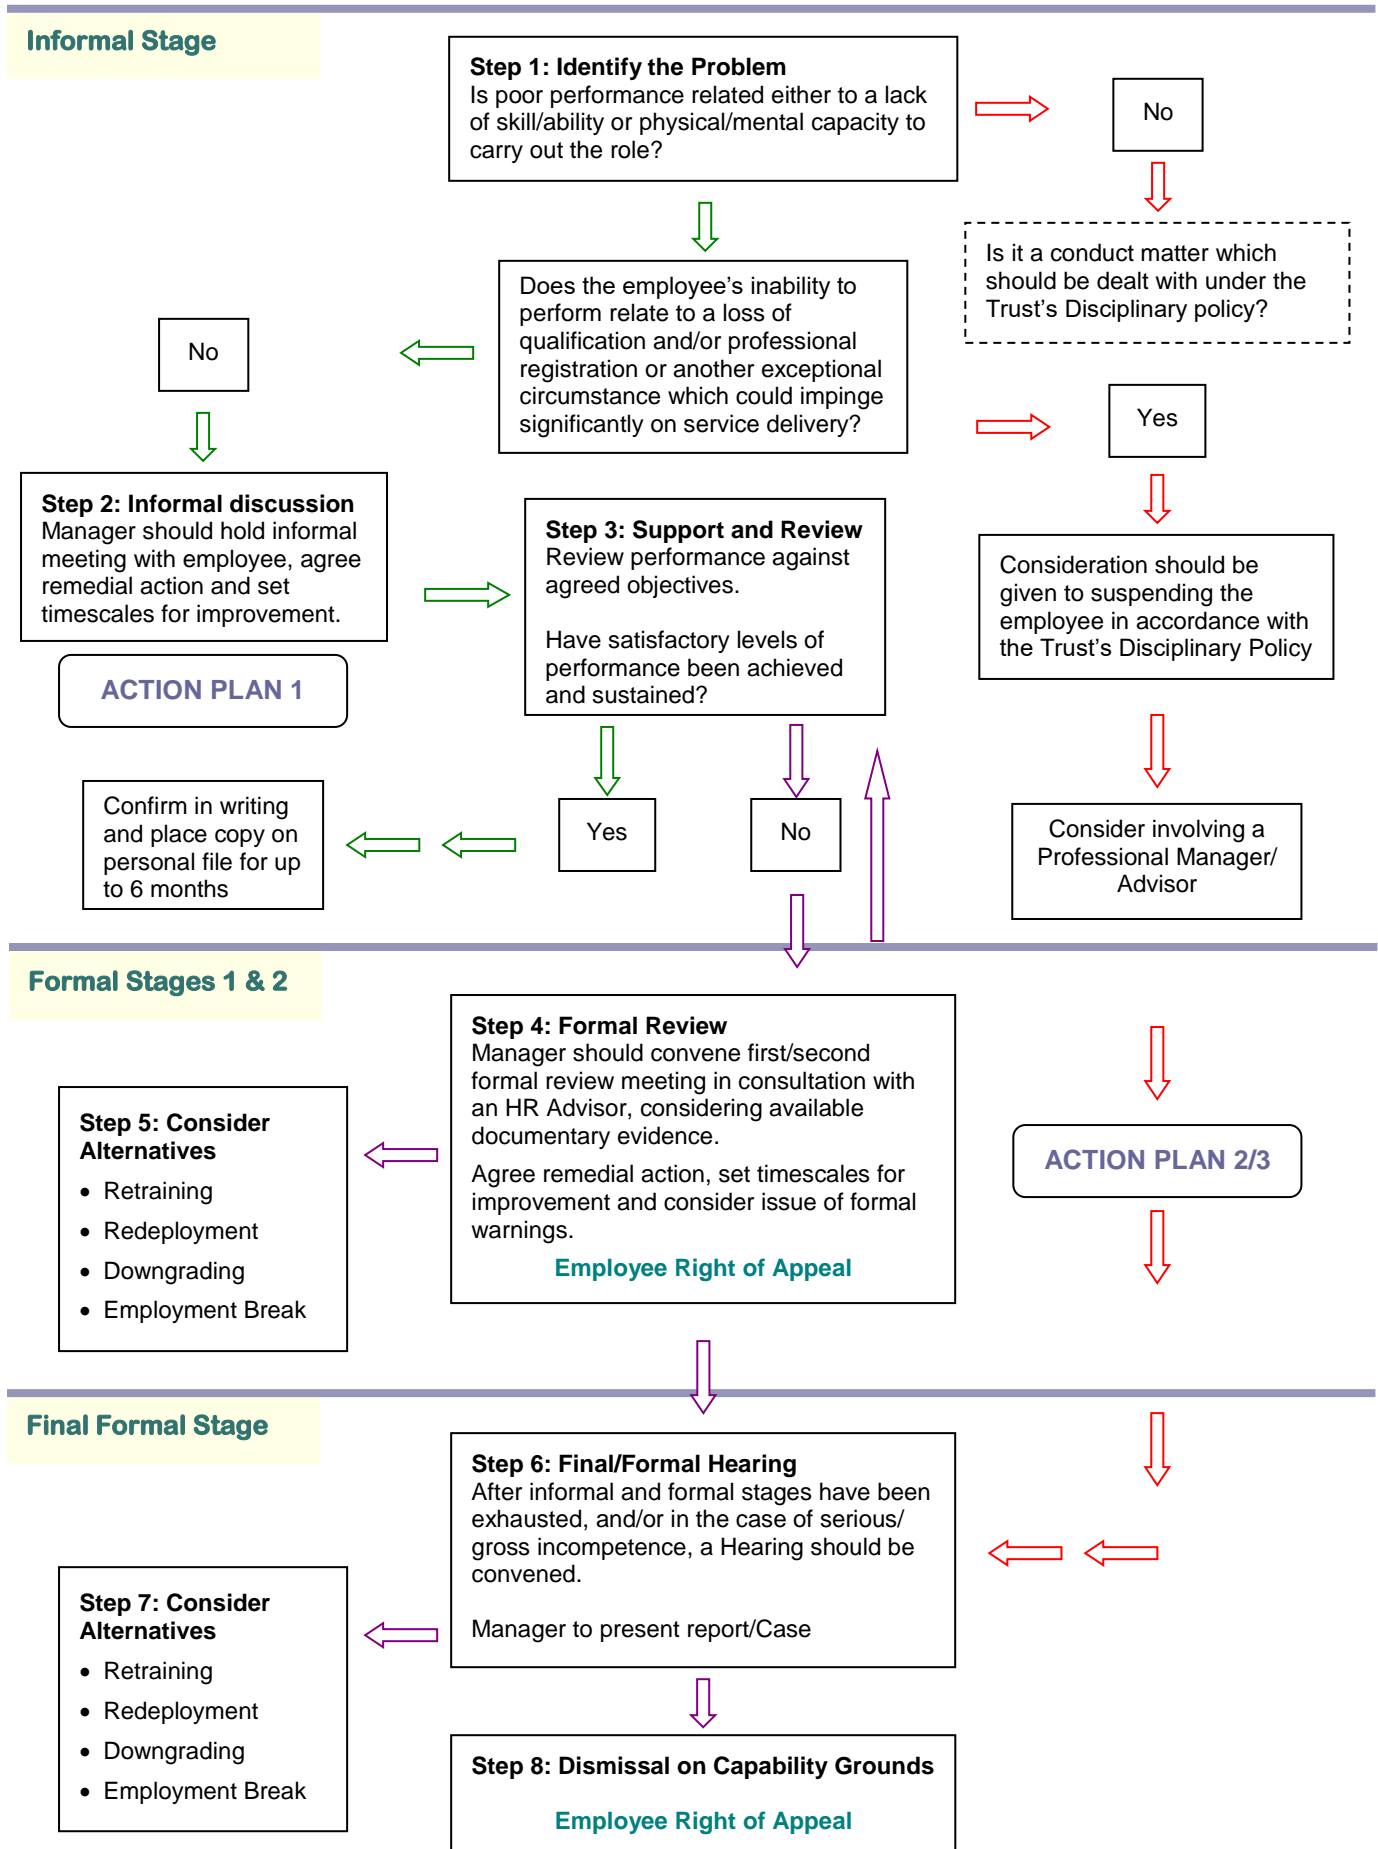 Informal Stage
Step 1: Identify the Problem
Is poor performance related either to a lack
of skill/ability or physical/mental capacity to
carry out the role?
No
Is it a conduct matter which
should be dealt with under the
Trust’s Disciplinary policy?
Does the employee’s inability to
perform relate to a loss of
qualification and/or professional
registration or another exceptional
circumstance which could impinge
significantly on service delivery?
No
Yes
Step 2: Informal discussion
Manager should hold informal
meeting with employee, agree
remedial action and set
timescales for improvement.
ACTION PLAN 1
Step 3: Support and Review
Review performance against
agreed objectives.
Have satisfactory levels of
performance been achieved
and sustained?
Consideration should be
given to suspending the
employee in accordance with
the Trust’s Disciplinary Policy
Confirm in writing
and place copy on
personal file for up
to 6 months
Yes
No
Consider involving a
Professional Manager/
Advisor
Formal Stages 1 & 2
Step 4: Formal Review
Manager should convene first/second
formal review meeting in consultation with
an HR Advisor, considering available
documentary evidence.
Agree remedial action, set timescales for
improvement and consider issue of formal
warnings.
Employee Right of Appeal
Step 5: Consider
Alternatives
• Retraining
• Redeployment
• Downgrading
• Employment Break
ACTION PLAN 2/3
Final Formal Stage
Step 6: Final/Formal Hearing
After informal and formal stages have been
exhausted, and/or in the case of serious/
gross incompetence, a Hearing should be
convened.
Manager to present report/Case
Step 7: Consider
Alternatives
• Retraining
• Redeployment
• Downgrading
• Employment Break
Step 8: Dismissal on Capability Grounds
Employee Right of Appeal